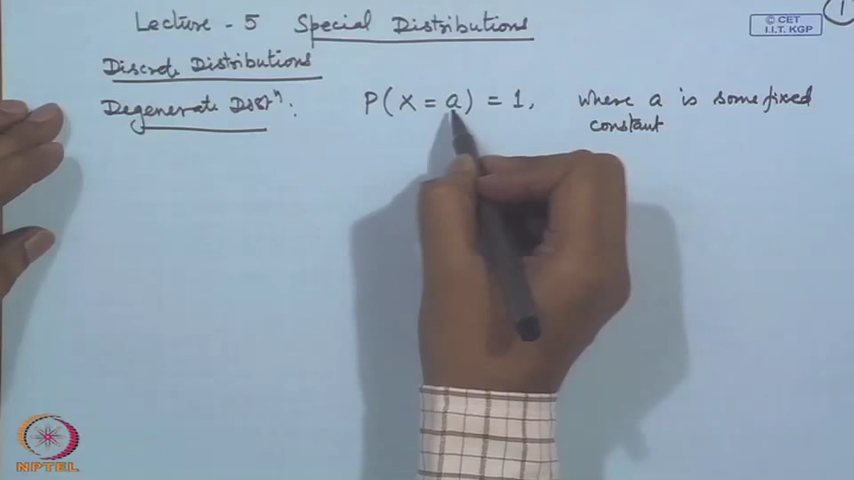 Lecture - 5 Special Distributions
1
© CET
I.I.T. KGP
Discrete Distributions
Degenerate Distⁿ: P(X = a) = 1, where a is some fixed
constant
NPTEL